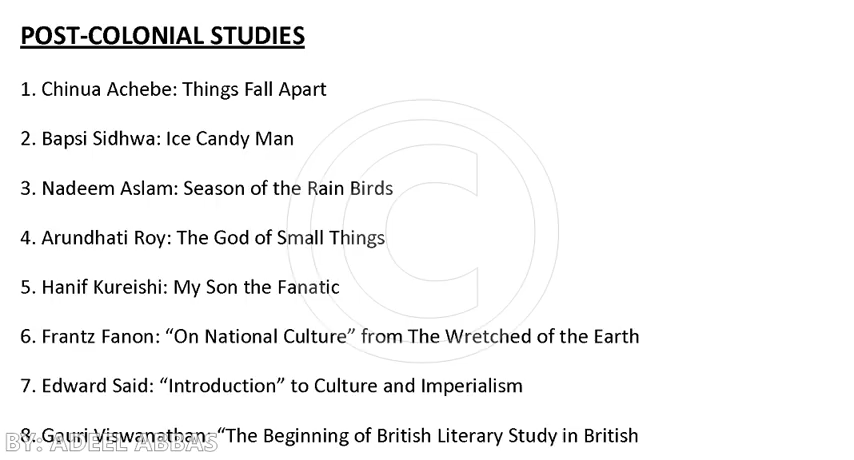 POST-COLONIAL STUDIES
1. Chinua Achebe: Things Fall Apart
2. Bapsi Sidhwa: Ice Candy Man
3. Nadeem Aslam: Season of the Rain Birds
4. Arundhati Roy: The God of Small Things
5. Hanif Kureishi: My Son the Fanatic
6. Frantz Fanon: “On National Culture” from The Wretched of the Earth
7. Edward Said: “Introduction” to Culture and Imperialism
8. Gauri Viswanathan: “The Beginning of British Literary Study in British
BY: ADEEL ABBAS